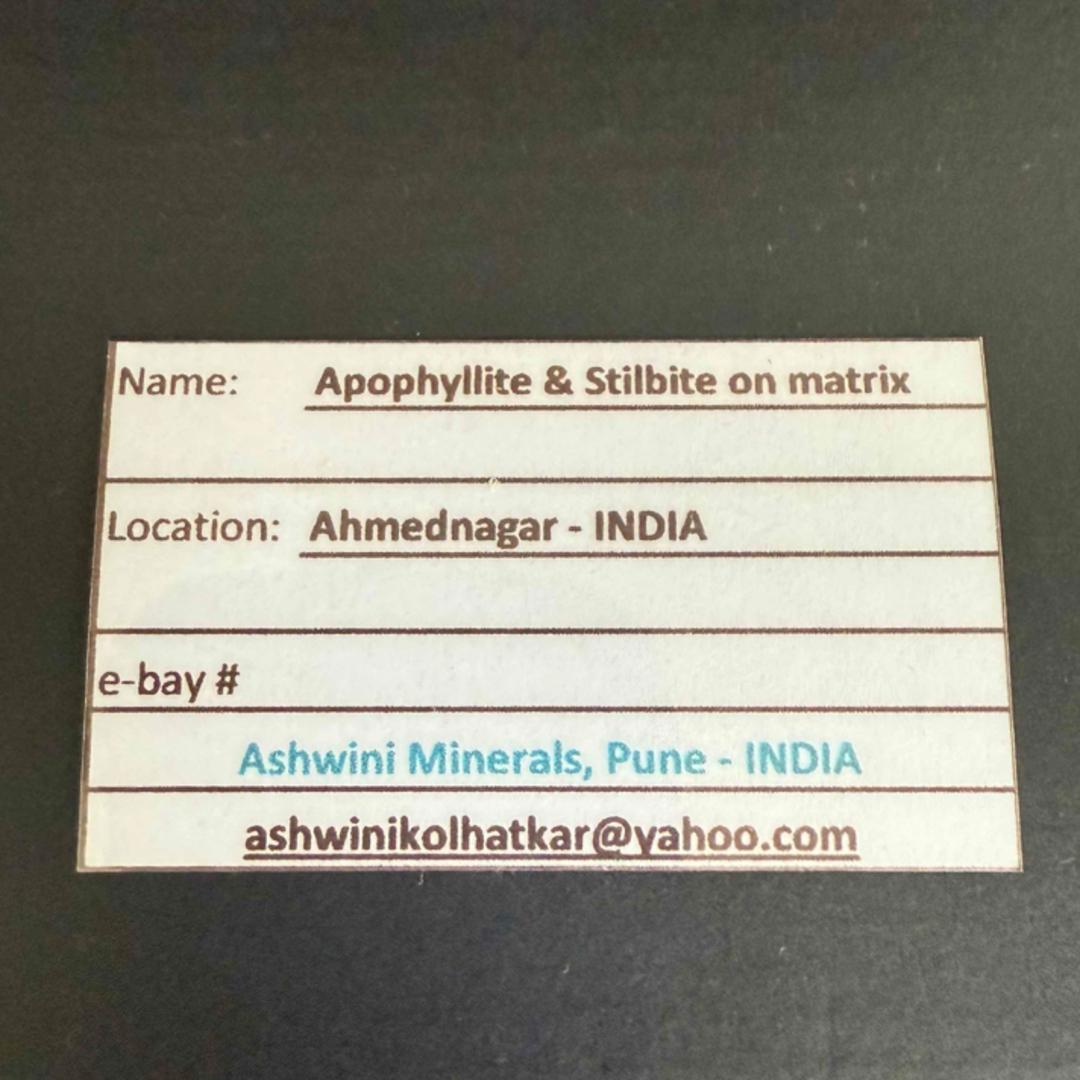 Name: Apophyllite & Stilbite on matrix
Location: Ahmednagar - INDIA
e-bay #
Ashwini Minerals, Pune - INDIA
ashwinikolhatkar@yahoo.com